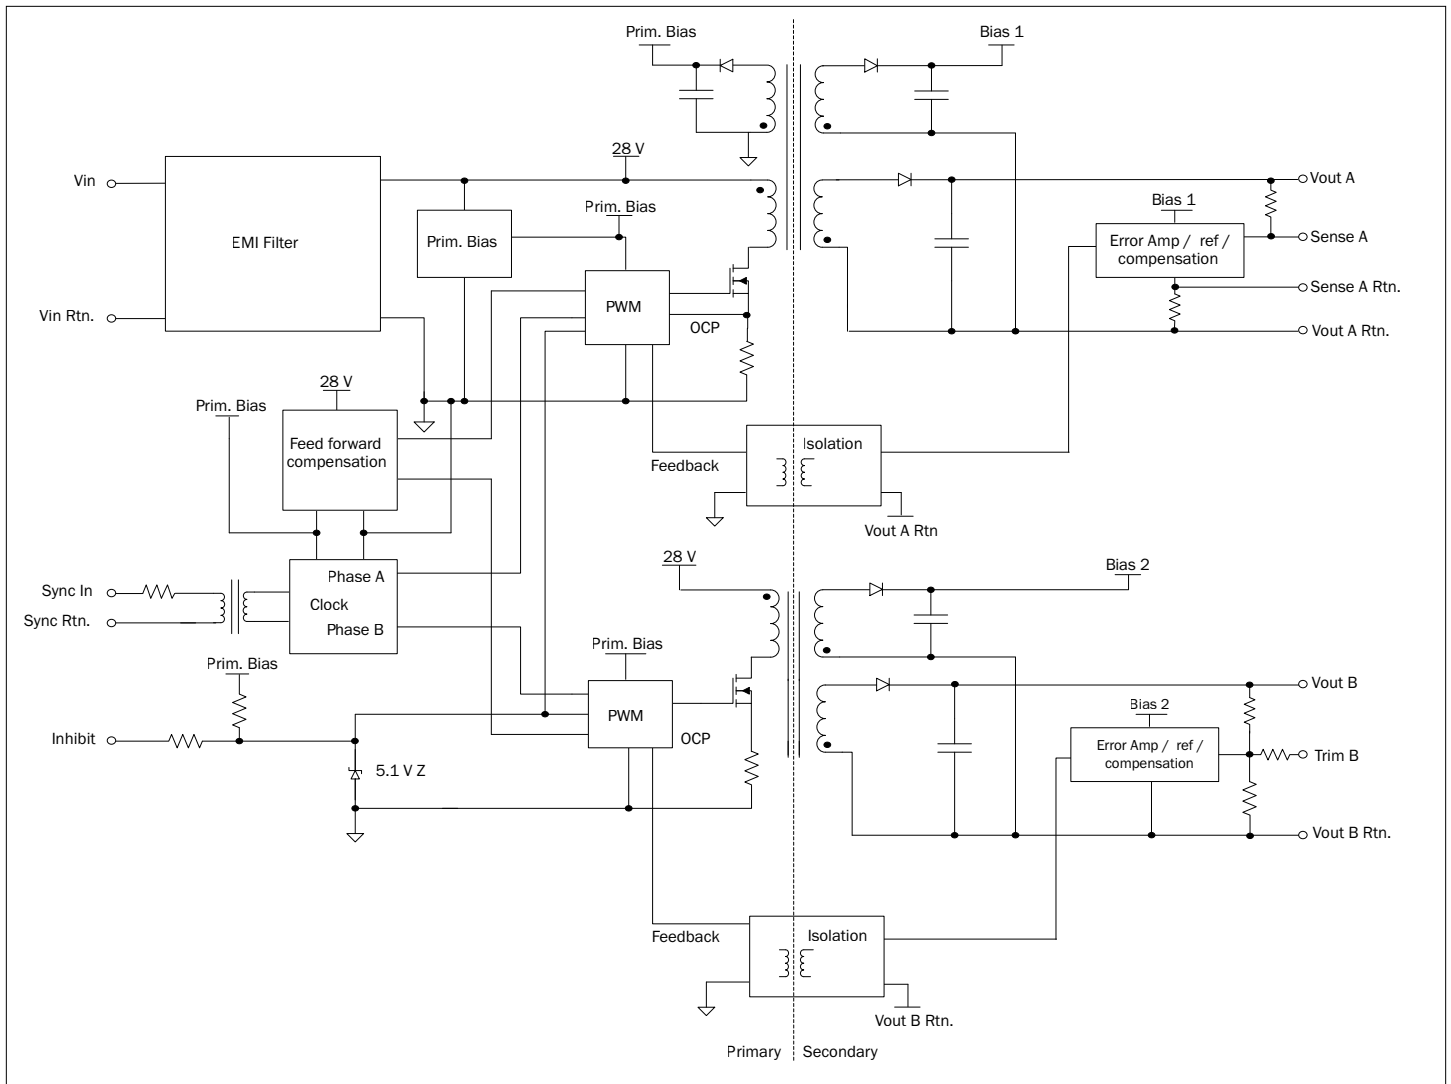 Prim. Bias
Bias 1
28 V
Vin
Vout A
Bias 1
Prim. Bias
EMI Filter
Prim. Bias
Error Amp / ref /
compensation
Sense A
Sense A Rtn.
PWM
Vin Rtn.
OCP
Vout A Rtn.
28 V
Prim. Bias
Feed forward
compensation
Isolation
Feedback
Vout A Rtn
28 V
Bias 2
Phase A
Sync In
Clock
Sync Rtn.
Phase B
Prim. Bias
Prim. Bias
Vout B
Bias 2
PWM
Inhibit
OCP
Error Amp / ref /
compensation
Trim B
5.1 V Z
Vout B Rtn.
Feedback
Isolation
Vout B Rtn.
Primary
Secondary